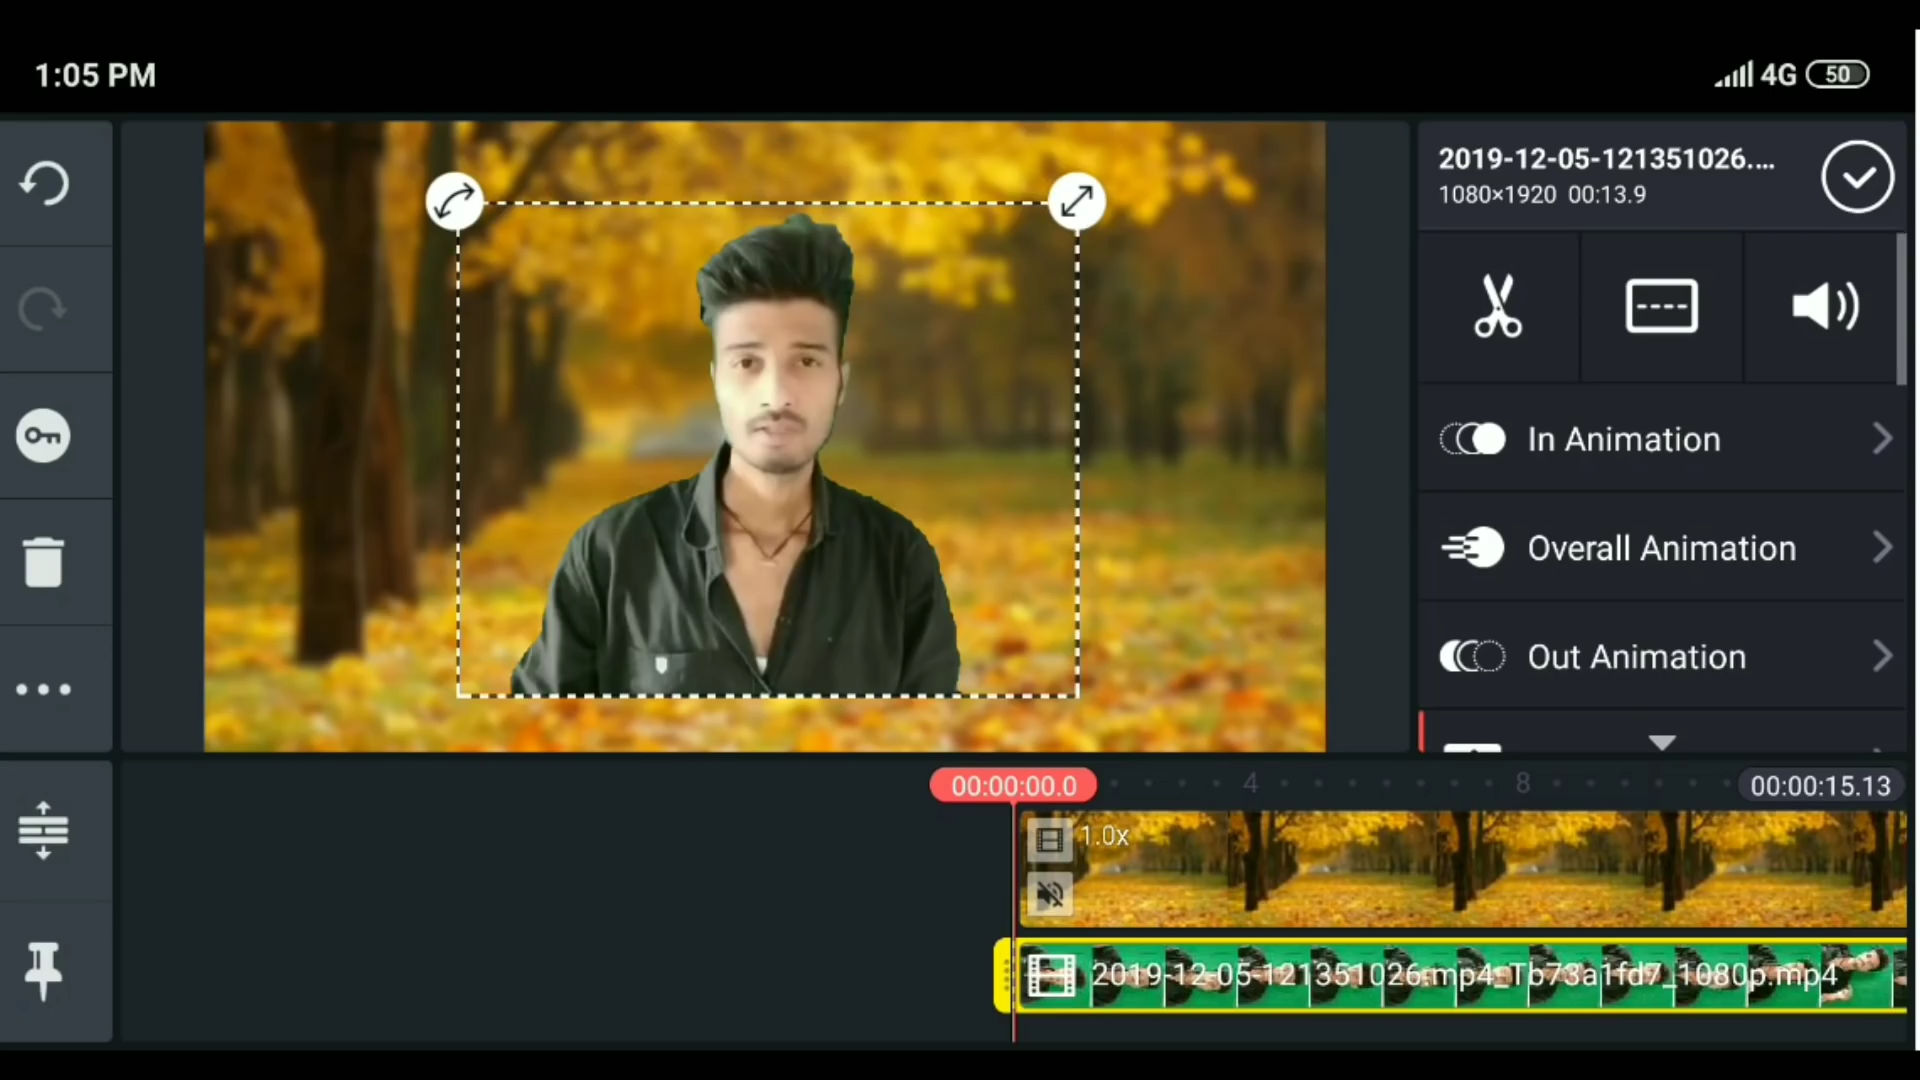 1:05 PM
4G 50
2019-12-05-121351026....
1080×1920 00:13.9
In Animation
Overall Animation
Out Animation
00:00:00.0
4
8
00:00:15.13
1.0x
2019-12-05-121351026.mp4_Tb73a1fd7_1080p.mp4